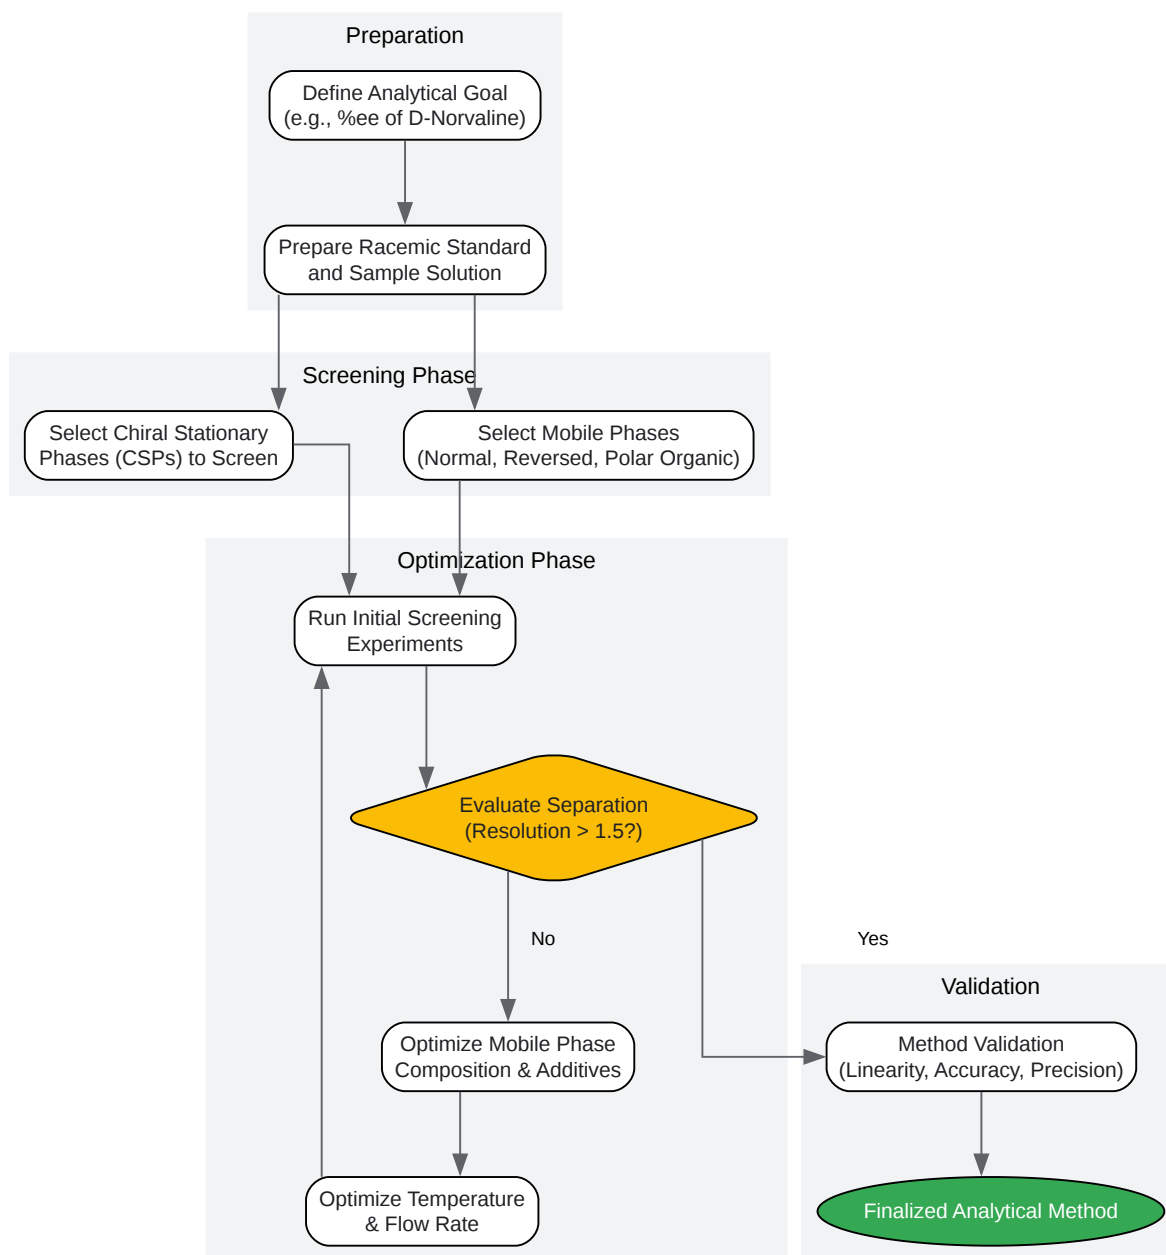 Preparation
Define Analytical Goal
(e.g., %ee of D-Norvaline)
Prepare Racemic Standard
and Sample Solution
Screening Phase
Select Chiral Stationary
Phases (CSPs) to Screen
Select Mobile Phases
(Normal, Reversed, Polar Organic)
Optimization Phase
Run Initial Screening
Experiments
Evaluate Separation
(Resolution > 1.5?)
No
Yes
Optimize Mobile Phase
Composition & Additives
Optimize Temperature
& Flow Rate
Validation
Method Validation
(Linearity, Accuracy, Precision)
Finalized Analytical Method